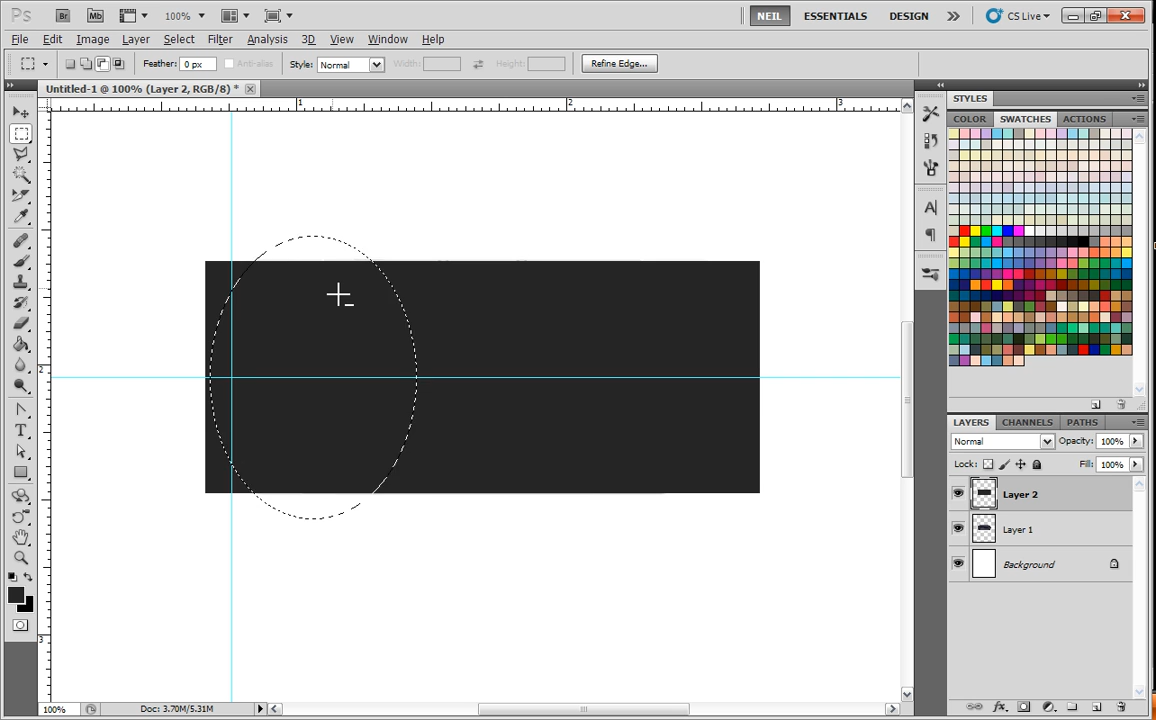 Ps Br Mb 100% NEIL ESSENTIALS DESIGN CS Live
File Edit Image Layer Select Filter Analysis 3D View Window Help
Feather: 0 px Anti-alias Style: Normal Width: Height: Refine Edge...
Untitled-1 @ 100% (Layer 2, RGB/8) *
1 2 3
STYLES
COLOR SWATCHES ACTIONS
2
3
LAYERS CHANNELS PATHS
Normal Opacity: 100%
Lock: Fill: 100%
Layer 2
Layer 1
Background
100% Doc: 3.70M/5.31M